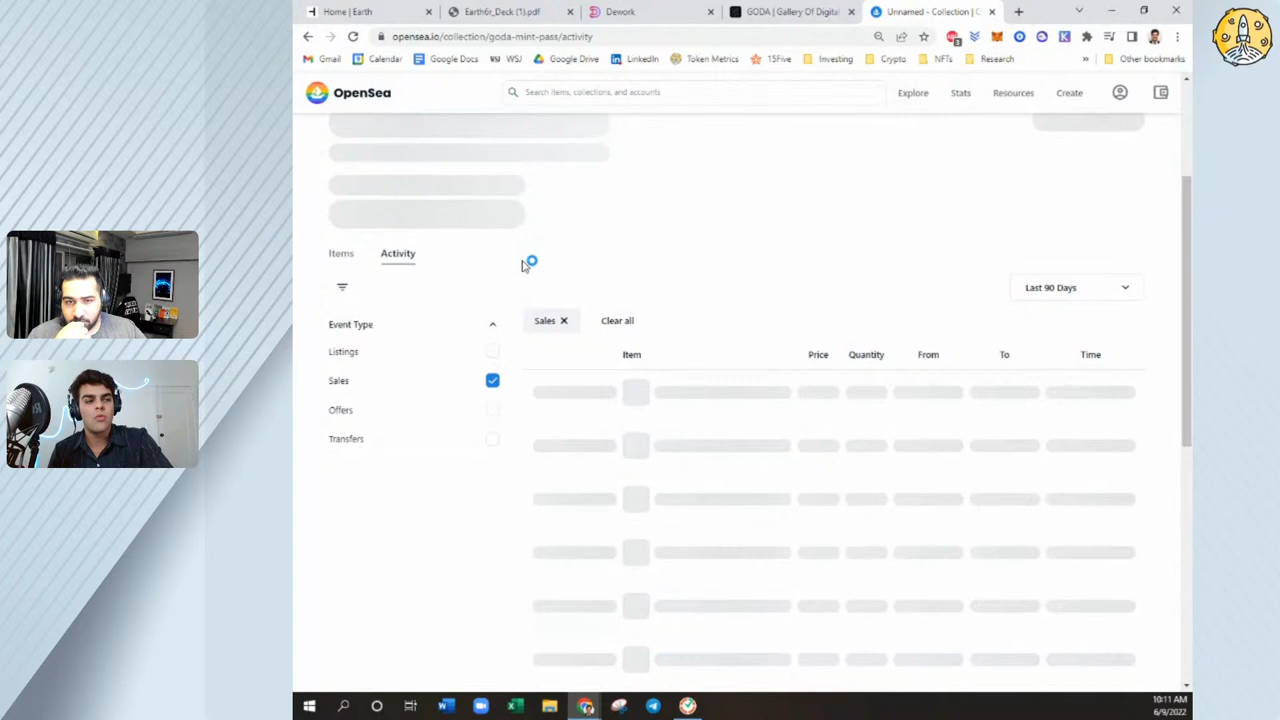 Home | Earth
Earth6r_Deck (1).pdf
Dework
GODA | Gallery Of Digital
Unnamed - Collection | O
opensea.io/collection/goda-mint-pass/activity
3
Gmail
Calendar
Google Docs
WSJ
Google Drive
LinkedIn
Token Metrics
15Five
Investing
Crypto
NFTs
Research
Other bookmarks
OpenSea
Search items, collections, and accounts
Explore
Stats
Resources
Create
Items
Activity
Last 90 Days
Event Type
Sales
Clear all
Listings
Item
Price
Quantity
From
To
Time
Sales
Offers
Transfers
10:11 AM
6/9/2022